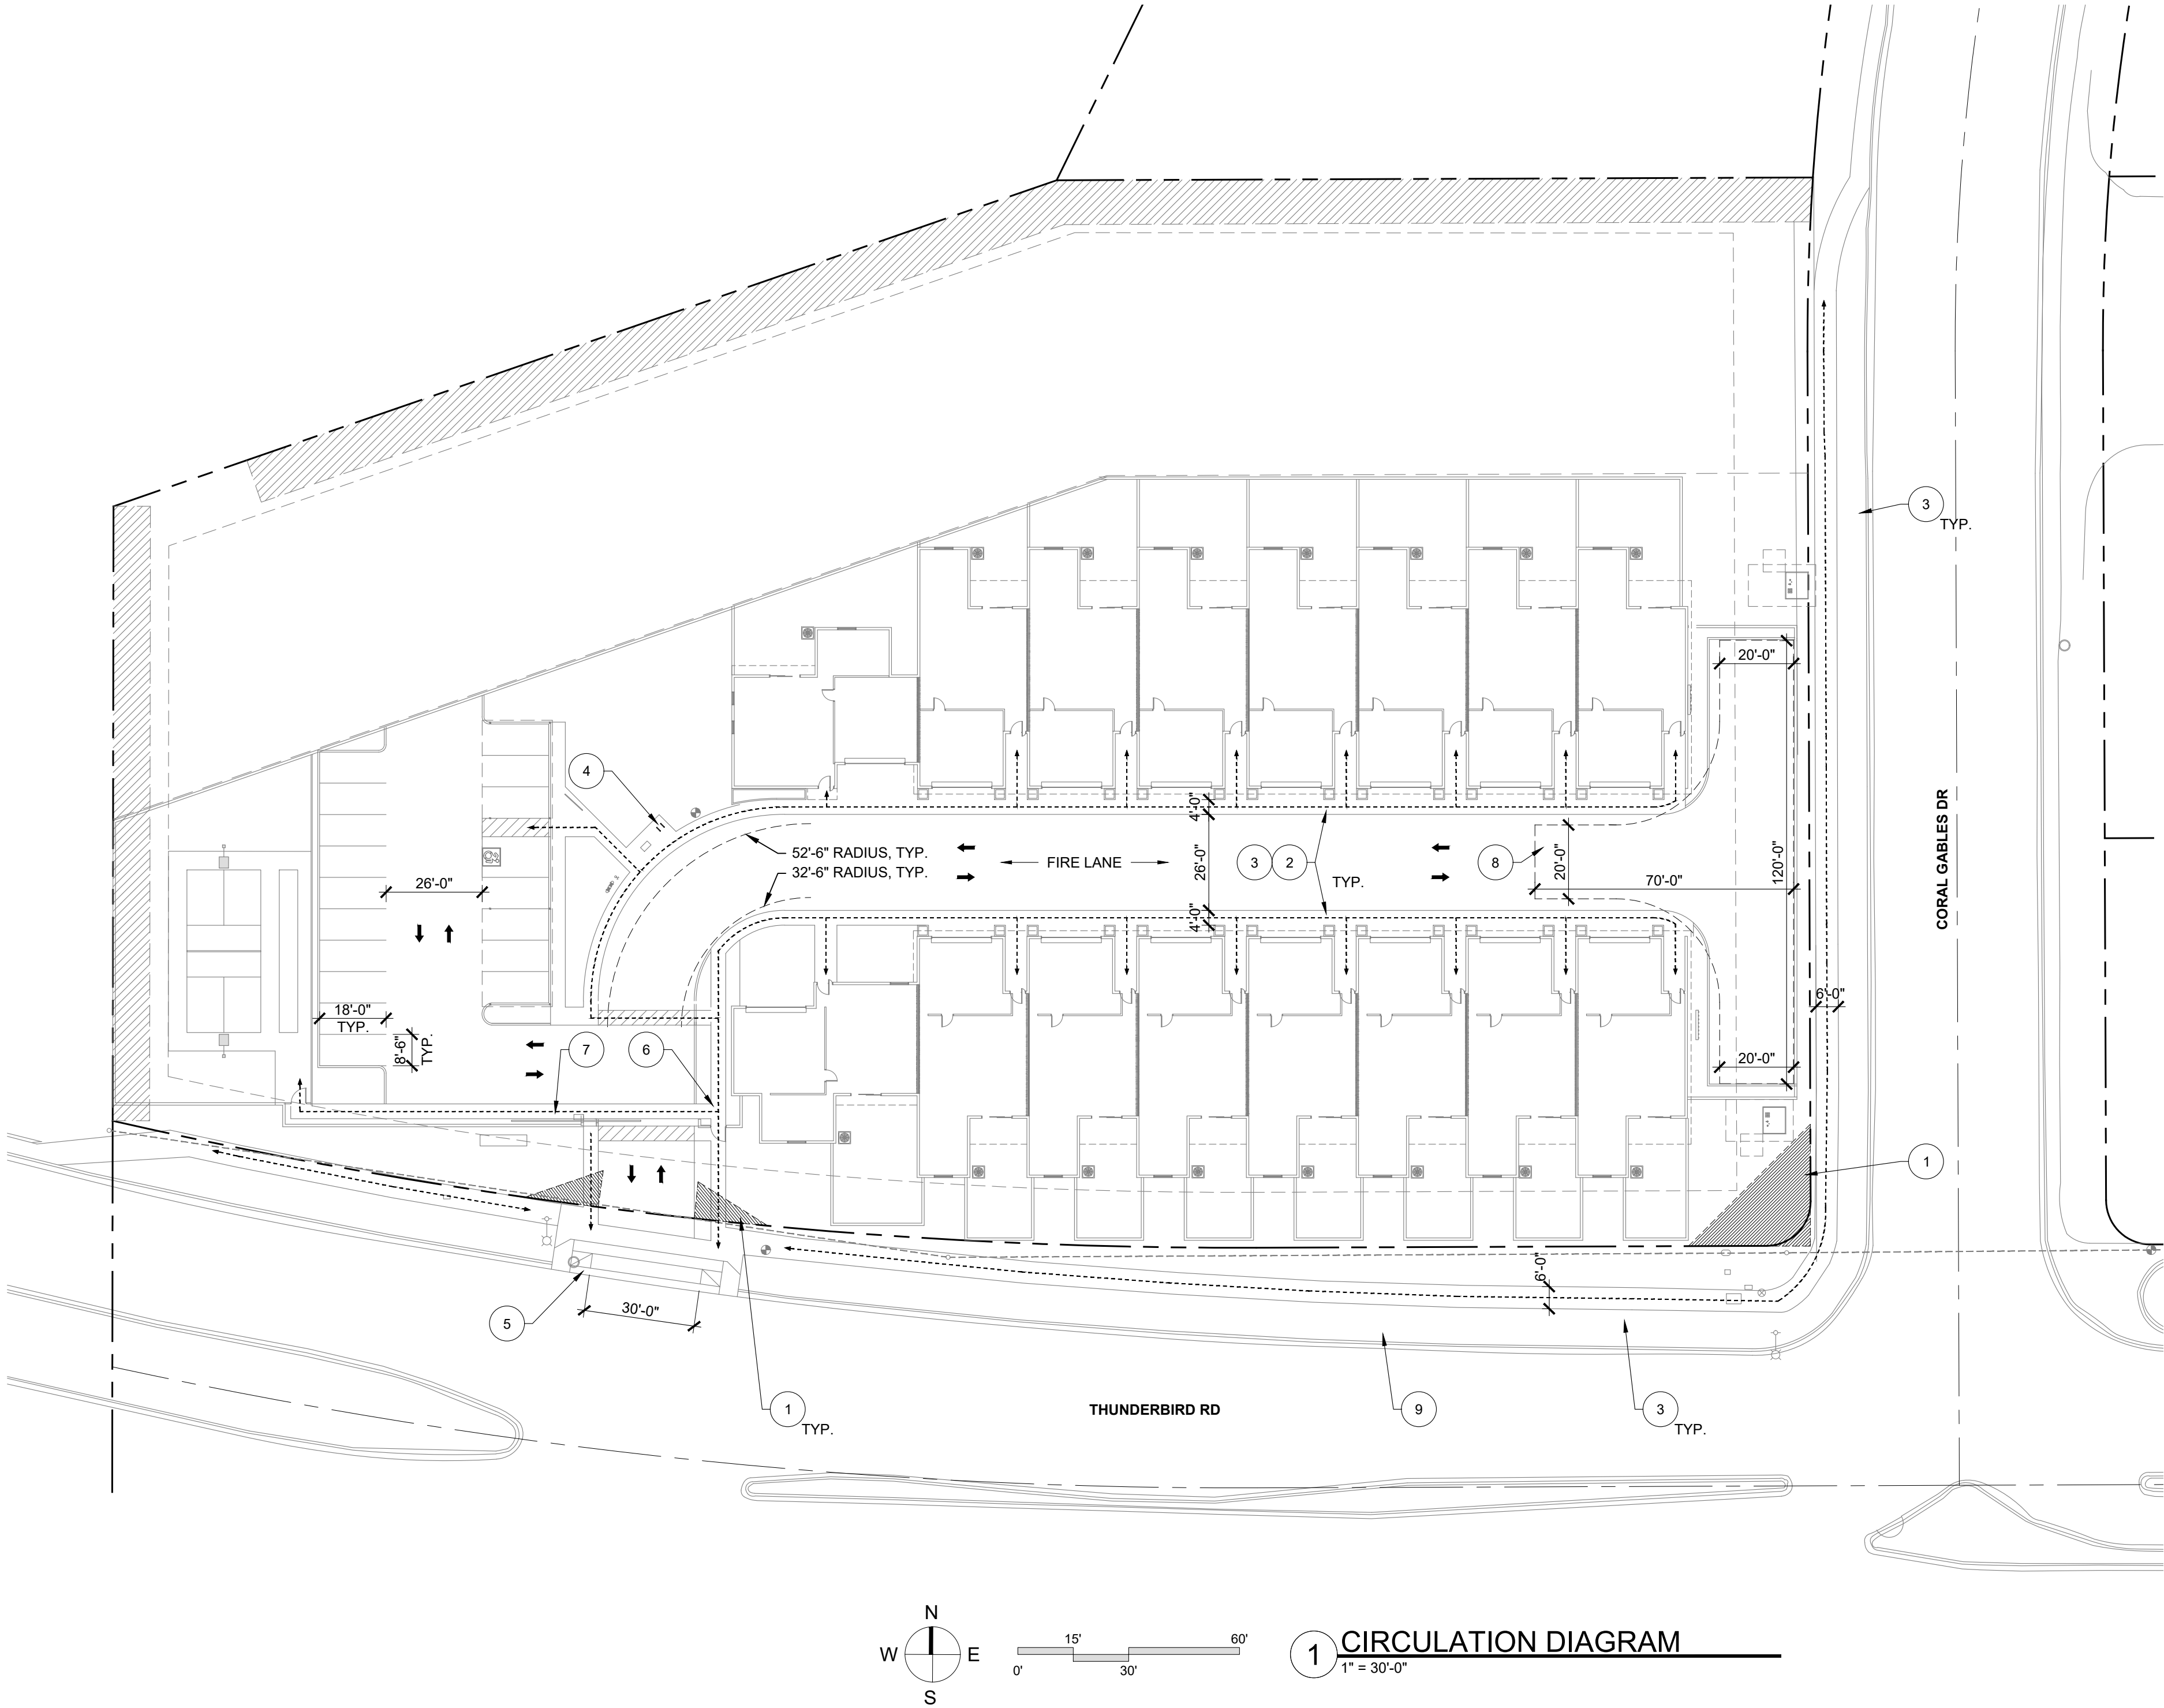 3
TYP.
20'-0"
4
CORAL GABLES DR
4'-0"
52'-6" RADIUS, TYP.
32'-6" RADIUS, TYP.
FIRE LANE
26'-0"
3
2
TYP.
8
20'-0"
70'-0"
120'-0"
26'-0"
4'-0"
18'-0"
TYP.
8'-6"
TYP.
7
6
6'-0"
20'-0"
1
6'-0"
30'-0"
5
1
TYP.
THUNDERBIRD RD
9
3
TYP.
N
W
E
S
15'
60'
0'
30'
1
CIRCULATION DIAGRAM
1" = 30'-0"